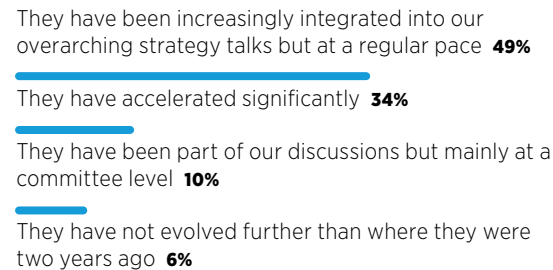 They have been increasingly integrated into our
overarching strategy talks but at a regular pace 49%
They have accelerated significantly 34%
They have been part of our discussions but mainly at a
committee level 10%
They have not evolved further than where they were
two years ago 6%